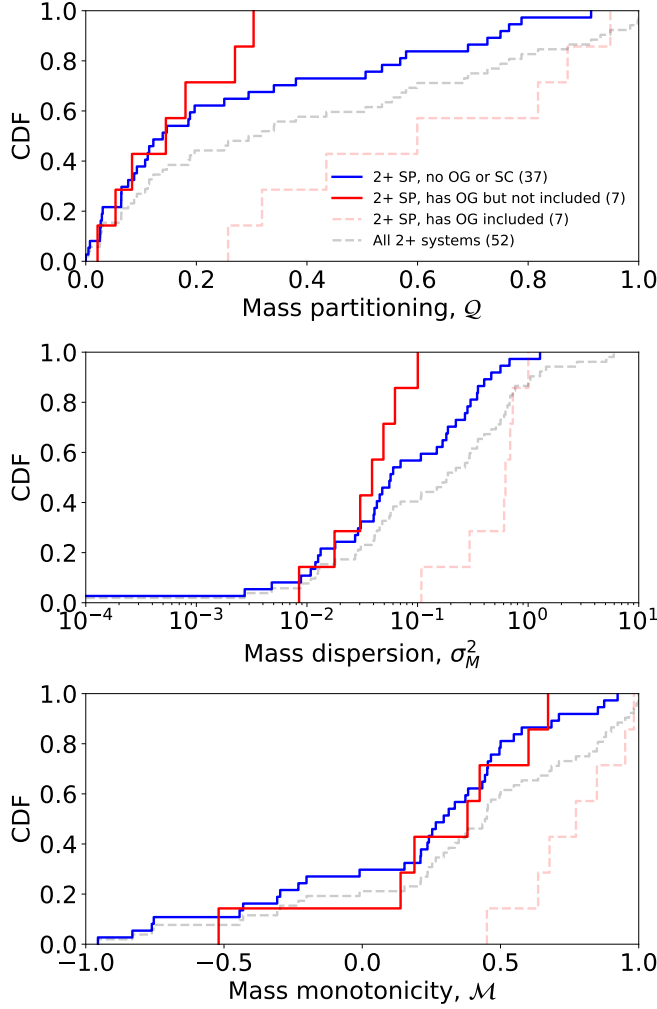 1.0
0.8
0.6
0.4
0.2
0.0
CDF
2+ SP, no OG or SC (37)
2+ SP, has OG but not included (7)
2+ SP, has OG included (7)
All 2+ systems (52)
0.0 0.2 0.4 0.6 0.8 1.0
Mass partitioning, 𝒬
1.0
0.8
0.6
0.4
0.2
0.0
CDF
10⁻⁴ 10⁻³ 10⁻² 10⁻¹ 10⁰ 10¹
Mass dispersion, σ²_M
1.0
0.8
0.6
0.4
0.2
0.0
CDF
−1.0 −0.5 0.0 0.5 1.0
Mass monotonicity, ℳ